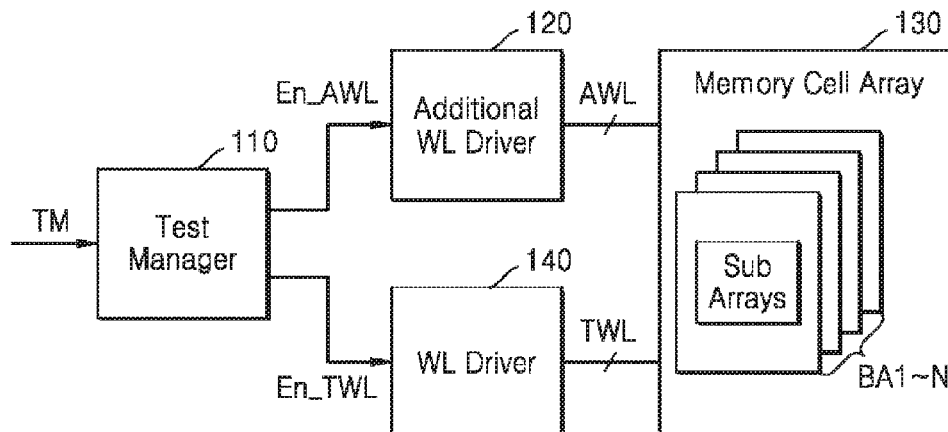 120
130
En_AWL
Additional
WL Driver
AWL
Memory Cell Array
110
TM
Test
Manager
140
Sub
Arrays
En_TWL
WL Driver
TWL
BA1~N